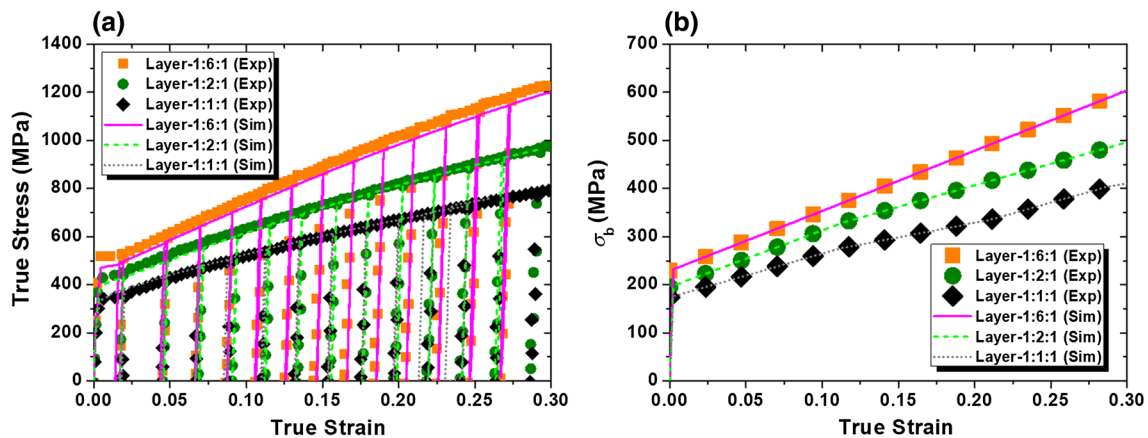 (a)
1400
1200
1000
800
600
400
200
0
True Stress (MPa)
Layer-1:6:1 (Exp)
Layer-1:2:1 (Exp)
Layer-1:1:1 (Exp)
Layer-1:6:1 (Sim)
Layer-1:2:1 (Sim)
Layer-1:1:1 (Sim)
0.00 0.05 0.10 0.15 0.20 0.25 0.30
True Strain
(b)
700
600
500
400
300
200
100
0
σb (MPa)
Layer-1:6:1 (Exp)
Layer-1:2:1 (Exp)
Layer-1:1:1 (Exp)
Layer-1:6:1 (Sim)
Layer-1:2:1 (Sim)
Layer-1:1:1 (Sim)
0.00 0.05 0.10 0.15 0.20 0.25 0.30
True Strain